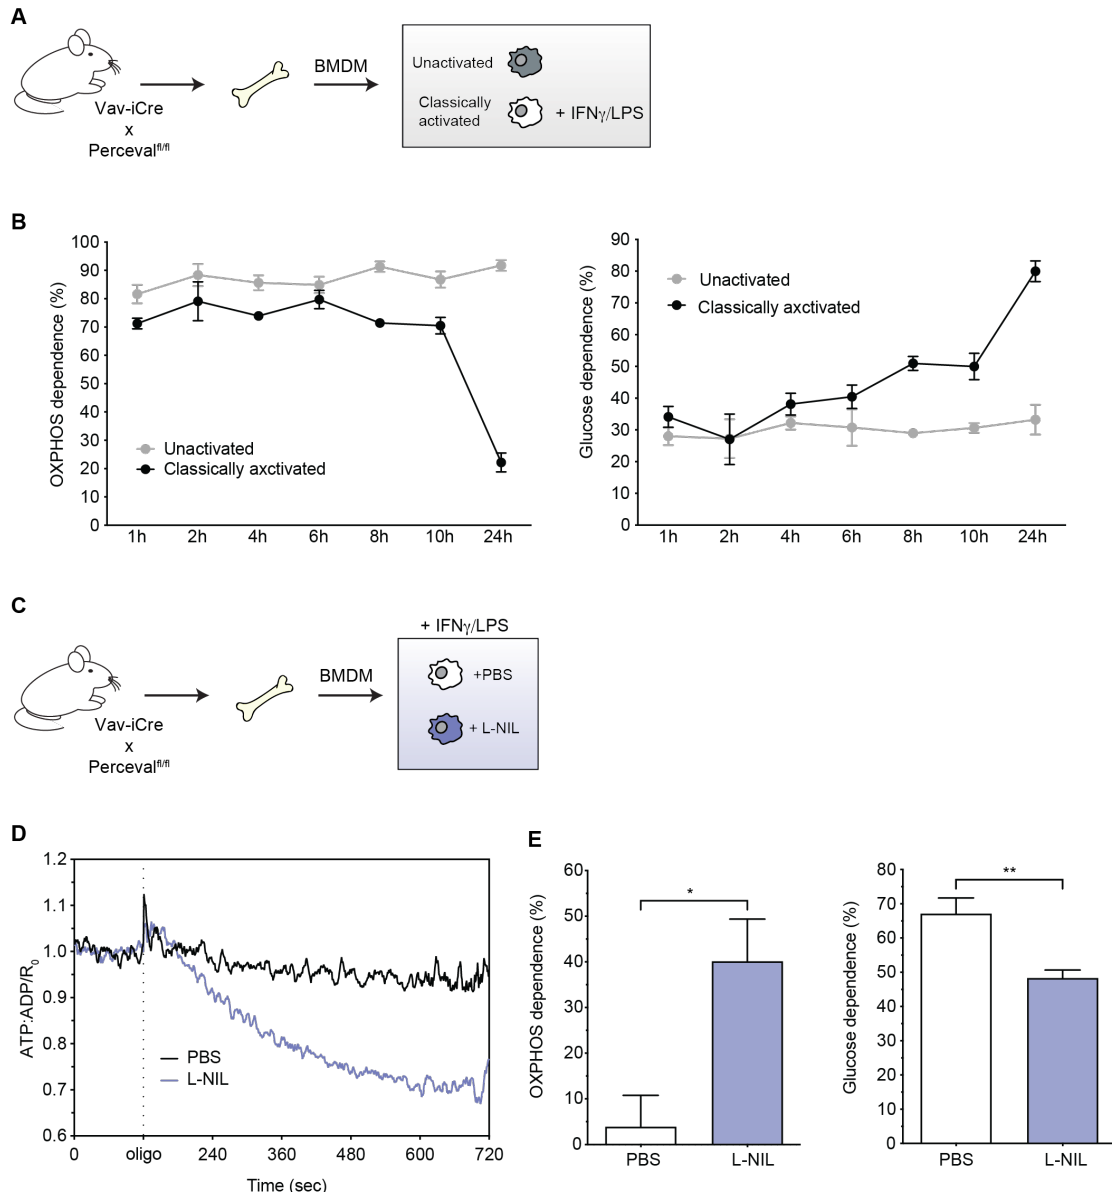 A
Vav-iCre
x
Perceval^fl/fl
BMDM
Unactivated
Classically
activated
+ IFNγ/LPS
B
OXPHOS dependence (%)
100
90
80
70
60
50
40
30
20
10
0
Unactivated
Classically axctivated
1h 2h 4h 6h 8h 10h 24h
Glucose dependence (%)
90
80
70
60
50
40
30
20
10
0
Unactivated
Classically axctivated
1h 2h 4h 6h 8h 10h 24h
C
Vav-iCre
x
Perceval^fl/fl
BMDM
+ IFNγ/LPS
+PBS
+ L-NIL
D
ATP:ADP/R₀
1.2
1.1
1.0
0.9
0.8
0.7
0.6
PBS
L-NIL
0 oligo 240 360 480 600 720
Time (sec)
E
OXPHOS dependence (%)
60
50
40
30
20
10
0
*
PBS L-NIL
Glucose dependence (%)
80
70
60
50
40
30
20
10
0
**
PBS L-NIL